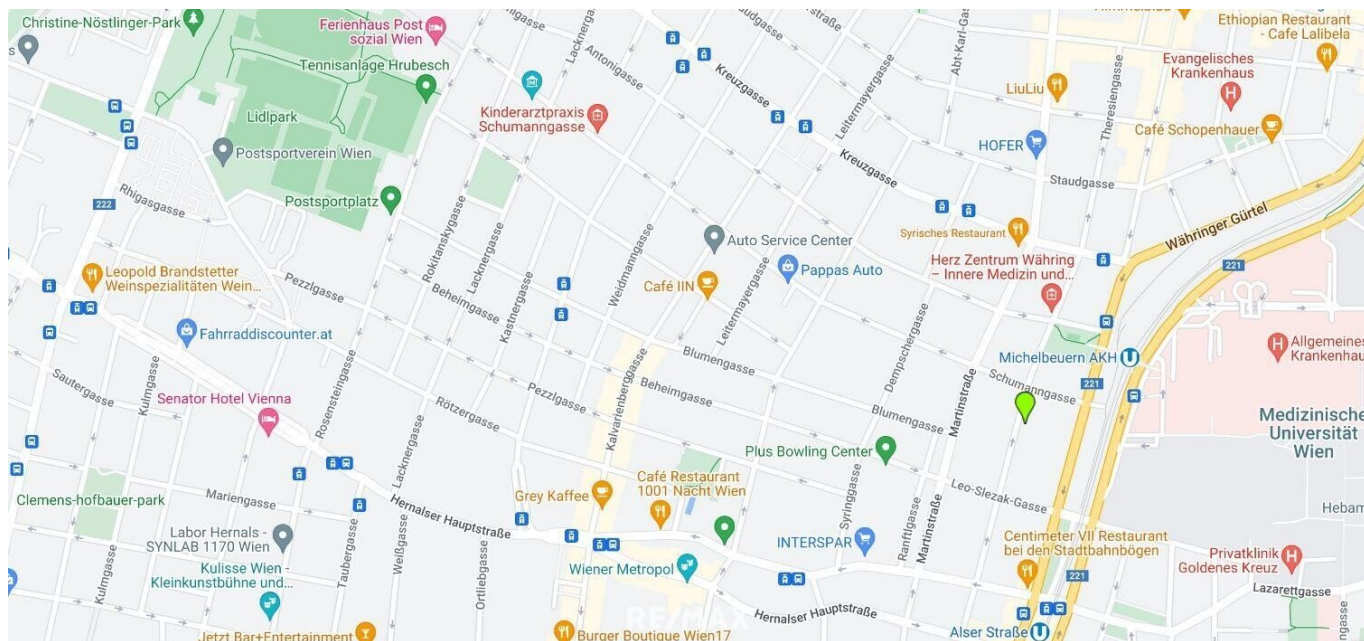 Christine-Nöstlinger-Park
Ferienhaus Post
sozial Wien
Tennisanlage Hrubesch
Lacknergasse
Antonigasse
Kreuzgasse
Abt-Karl-Gas
Leitermayergasse
Theresiengasse
Ethiopian Restaurant
- Cafe Lalibela
Evangelisches
Krankenhaus
LiuLiu
Café Schopenhauer
Lidlpark
Kinderarztpraxis
Schumanngasse
HOFER
Postsportverein Wien
Kreuzgasse
Staudgasse
Rhigasgasse
Postsportplatz
222
Währinger Gürtel
Rokitanskygasse
Lacknergasse
Auto Service Center
Syrisches Restaurant
Herz Zentrum Währing
– Innere Medizin und...
221
Leopold Brandstetter
Weinspezialitäten Wein...
Pezzlgasse
Beheimgasse
Kastnergasse
Weidmanngasse
Café IIN
Pappas Auto
Leitermayergasse
Fahrraddiscounter.at
Dempschergasse
Michelbeuern AKH
Allgemeines
Krankenhau
Blumengasse
Schumanngasse
221
Sautergasse
Kulmgasse
Senator Hotel Vienna
Rosensteingasse
Rötzergasse
Pezzlgasse
Kalvarienberggasse
Beheimgasse
Blumengasse
Martinstraße
Medizinische
Universität
Wien
Plus Bowling Center
Clemens-hofbauer-park
Mariengasse
Lacknergasse
Hernalser Hauptstraße
Grey Kaffee
Café Restaurant
1001 Nacht Wien
Leo-Slezak-Gasse
Syringgasse
Ranftlgasse
Martinstraße
Hebam
Labor Hernals -
SYNLAB 1170 Wien
Kulisse Wien -
Kleinkunstbühne und...
Kulmgasse
Taubergasse
Weißgasse
Ortliebgasse
Wiener Metropol
INTERSPAR
Centimeter VII Restaurant
bei den Stadtbahnbögen
221
Privatklinik
Goldenes Kreuz
Lazarettgasse
RE/MAX
Hernalser Hauptstraße
Jetzt Bar+Entertainment
Burger Boutique Wien17
Alser Straße